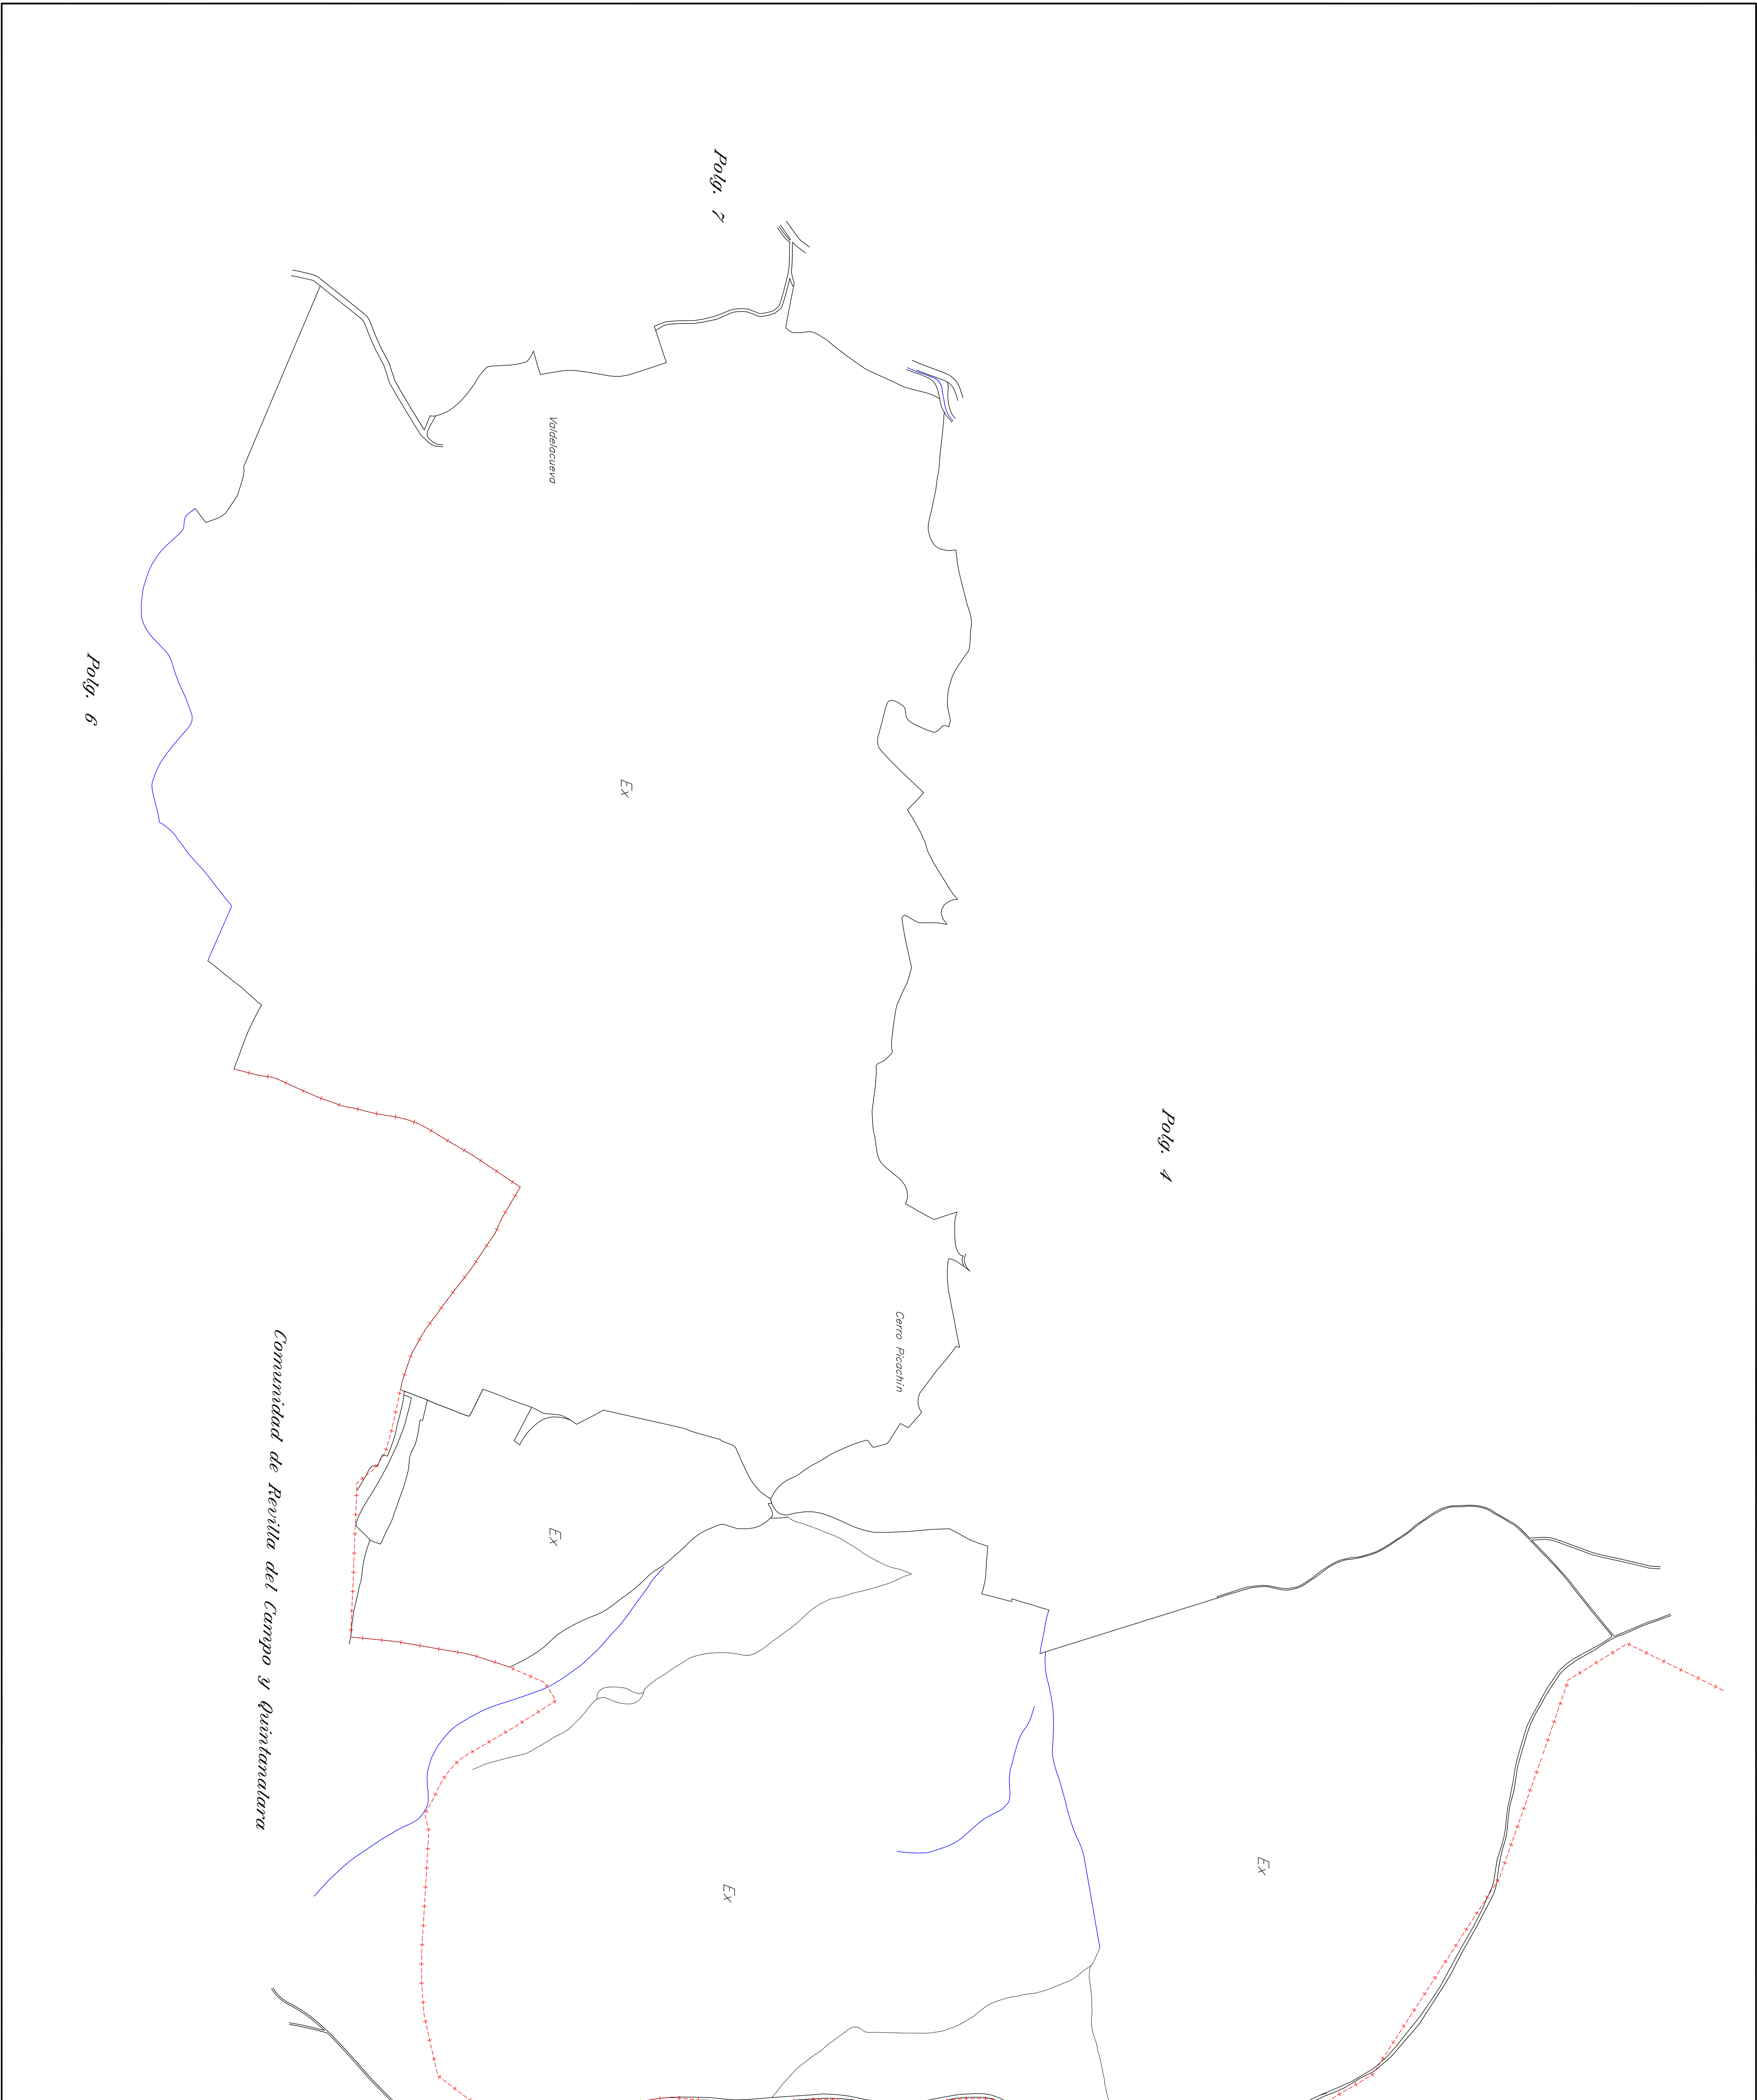 Polg. 7
Valdelacueva
Polg. 6
Ex
Polg. 4
Cerro Picachin
Comunidad de Revilla del Campo y Quintanalara
Ex
Ex
Ex